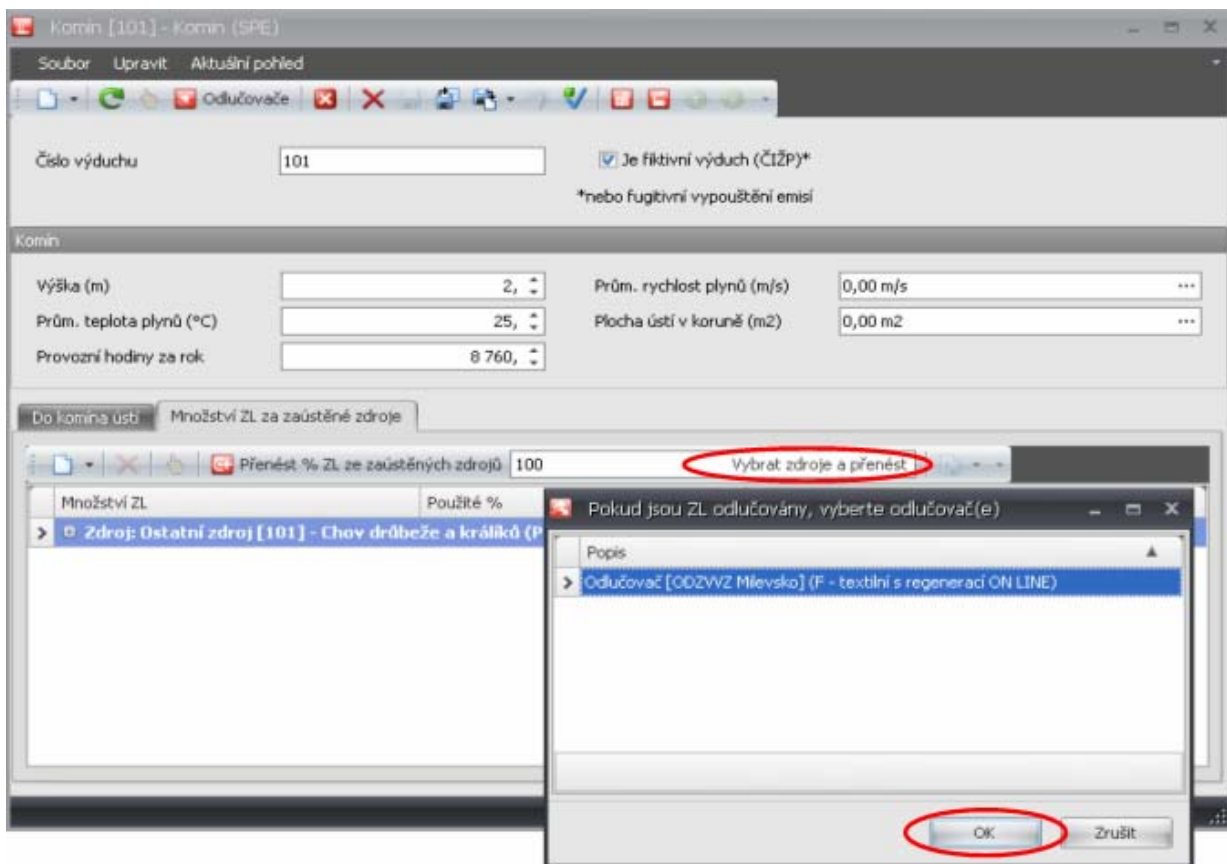 Komín [101] - Komín (SPE)
Soubor Upravit Aktuální pohled
Odlučovače
Číslo výduchu 101 Je fiktivní výduch (ČIŽP)*
*nebo fugitivní vypouštění emisí
Komín
Výška (m) 2, Prům. rychlost plynů (m/s) 0,00 m/s ...
Prům. teplota plynů (°C) 25, Plocha ústí v koruně (m2) 0,00 m2 ...
Provozní hodiny za rok 8 760,
Do komína ústí Množství ZL za zaústěné zdroje
Přenést % ZL ze zaústěných zdrojů 100 Vybrat zdroje a přenést
Množství ZL Použité %
Zdroj: Ostatní zdroj [101] - Chov drůbeže a králíků (P
Pokud jsou ZL odlučovány, vyberte odlučovač(e)
Popis
Odlučovač [ODZVVZ Milevsko] (F - textilní s regenerací ON LINE)
OK Zrušit